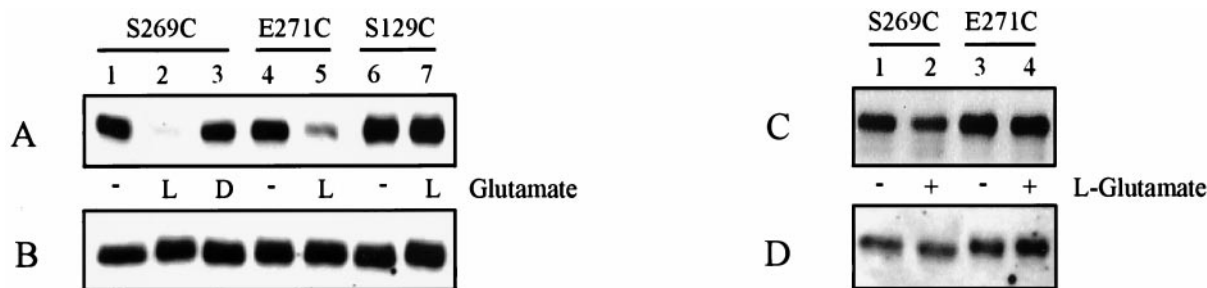 S269C E271C S129C
1 2 3 4 5 6 7
A
- L D - L - L Glutamate
B
S269C E271C
1 2 3 4
C
- + - + L-Glutamate
D